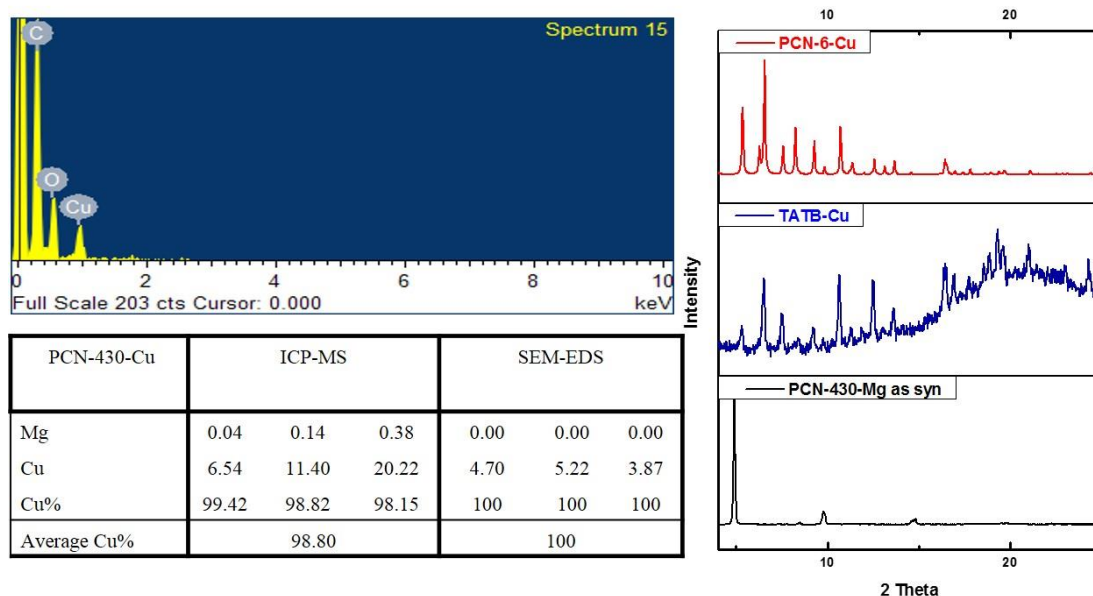 Spectrum 15
C
O
Cu
0 2 4 6 8 10
Full Scale 203 cts Cursor: 0.000 keV
PCN-430-Cu ICP-MS SEM-EDS
Mg 0.04 0.14 0.38 0.00 0.00 0.00
Cu 6.54 11.40 20.22 4.70 5.22 3.87
Cu% 99.42 98.82 98.15 100 100 100
Average Cu% 98.80 100
10 20
PCN-6-Cu
TATB-Cu
PCN-430-Mg as syn
Intensity
10 20
2 Theta